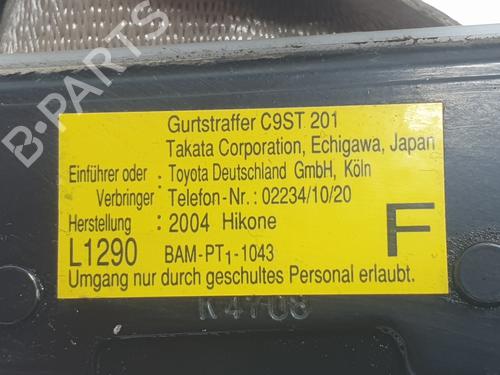 Gurtstraffer C9ST 201
Takata Corporation, Echigawa, Japan
Einführer oder : Toyota Deutschland GmbH, Köln
Verbringer Telefon-Nr.: 02234/10/20
Herstellung : 2004 Hikone
L1290 BAM-PT1-1043 F
Umgang nur durch geschultes Personal erlaubt.